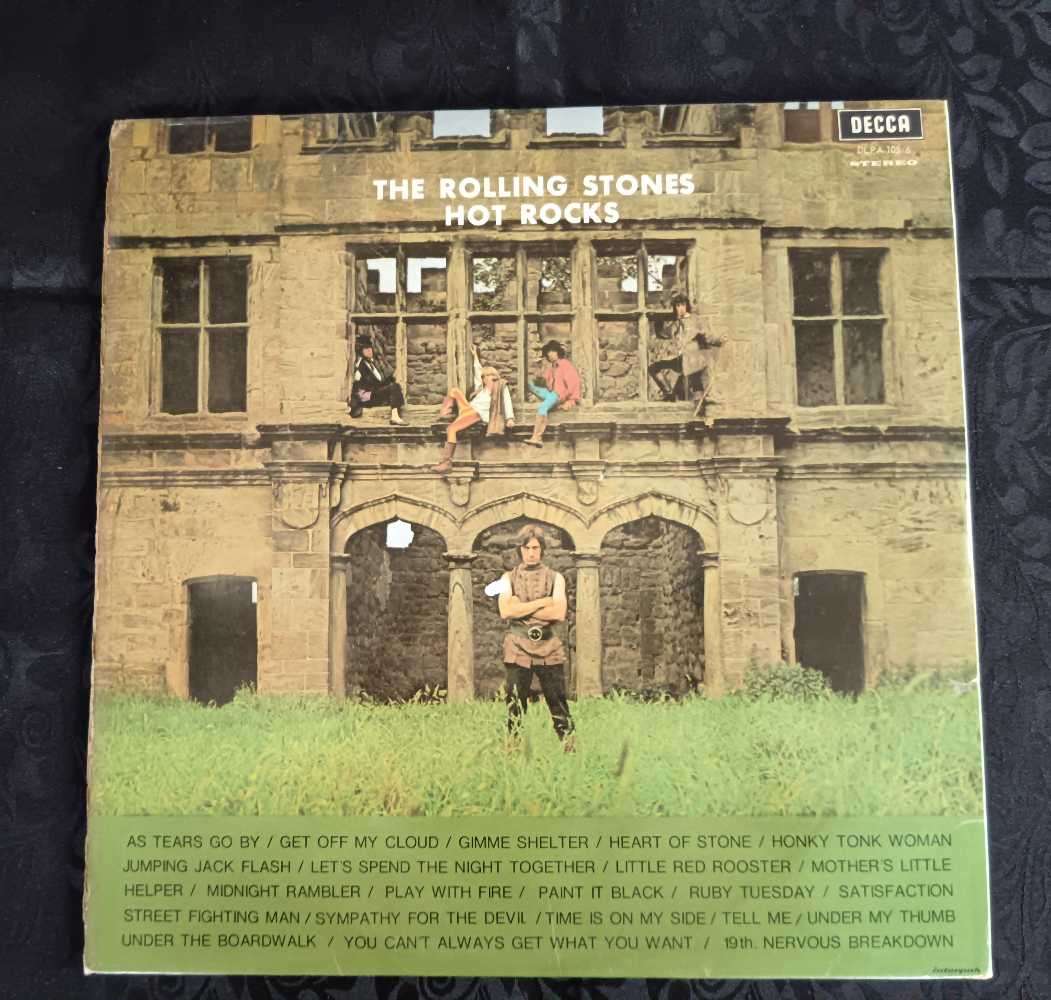 DECCA
DLPA 105 6
STEREO
THE ROLLING STONES
HOT ROCKS
AS TEARS GO BY / GET OFF MY CLOUD / GIMME SHELTER / HEART OF STONE / HONKY TONK WOMAN
JUMPING JACK FLASH / LET'S SPEND THE NIGHT TOGETHER / LITTLE RED ROOSTER / MOTHER'S LITTLE
HELPER / MIDNIGHT RAMBLER / PLAY WITH FIRE / PAINT IT BLACK / RUBY TUESDAY / SATISFACTION
STREET FIGHTING MAN / SYMPATHY FOR THE DEVIL / TIME IS ON MY SIDE / TELL ME / UNDER MY THUMB
UNDER THE BOARDWALK / YOU CAN'T ALWAYS GET WHAT YOU WANT / 19th. NERVOUS BREAKDOWN